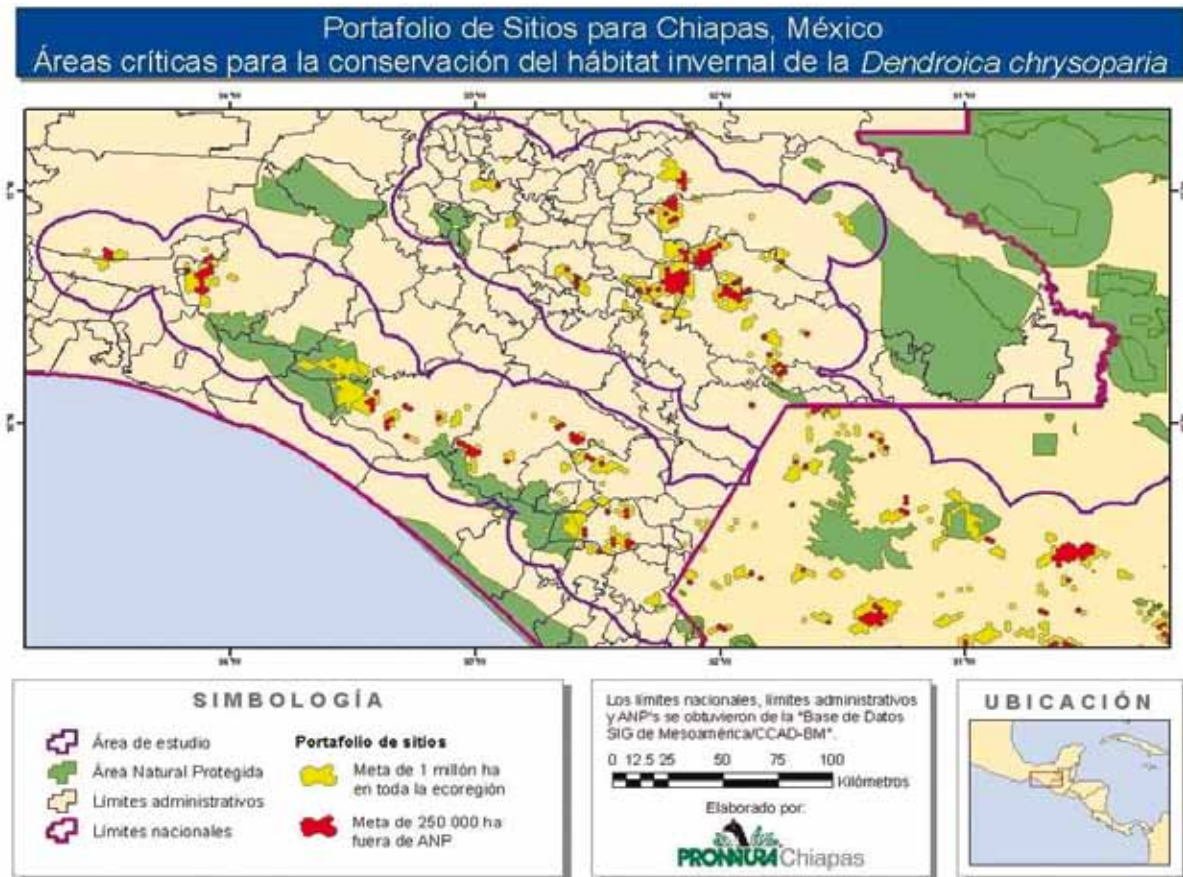 Portafolio de Sitios para Chiapas, México
Áreas críticas para la conservación del hábitat invernal de la Dendroica chrysoparia
SIMBOLOGÍA
Área de estudio
Área Natural Protegida
Límites administrativos
Límites nacionales
Portafolio de sitios
Meta de 1 millón ha
en toda la ecoregión
Meta de 250 000 ha
fuera de ANP
Los límites nacionales, límites administrativos
y ANP's se obtuvieron de la "Base de Datos
SIG de Mesoamérica/CCAD-BM".
0 12.5 25 50 75 100
Kilómetros
Elaborado por:
PRONATURA Chiapas
UBICACIÓN